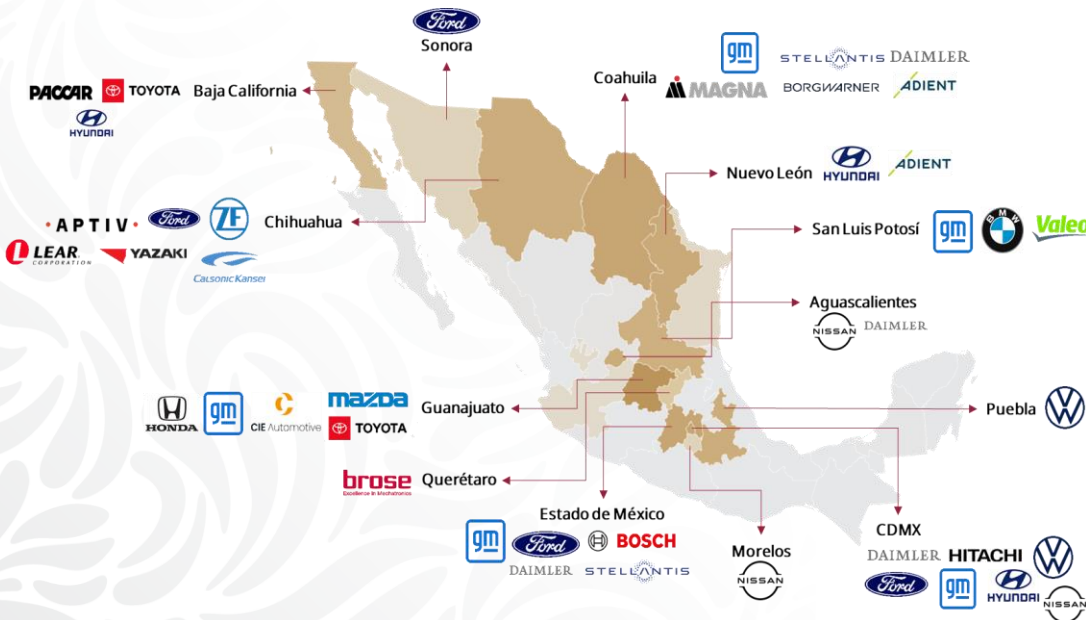 Ford
Sonora
gm
STELLANTIS DAIMLER
Coahuila
MAGNA BORGWARNER ADIENT
PACCAR TOYOTA Baja California
HYUNDAI
Nuevo León HYUNDAI ADIENT
APTIV Ford ZF Chihuahua
LEAR CORPORATION YAZAKI
Calsonic Kansei
San Luis Potosí gm BMW Valeo
Aguascalientes
NISSAN DAIMLER
HONDA gm CIE Automotive mazda Guanajuato
TOYOTA
Puebla
brose Querétaro
Excellence in Mechatronics
Estado de México
gm Ford BOSCH
DAIMLER STELLANTIS
Morelos
NISSAN
CDMX
DAIMLER HITACHI
Ford gm HYUNDAI NISSAN